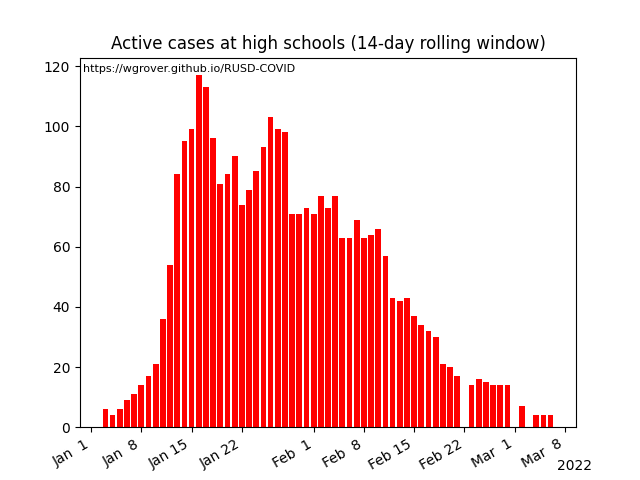 Active cases at high schools (14-day rolling window)
https://wgrover.github.io/RUSD-COVID
120
100
80
60
40
20
0
Jan 1
Jan 8
Jan 15
Jan 22
Feb 1
Feb 8
Feb 15
Feb 22
Mar 1
Mar 8
2022